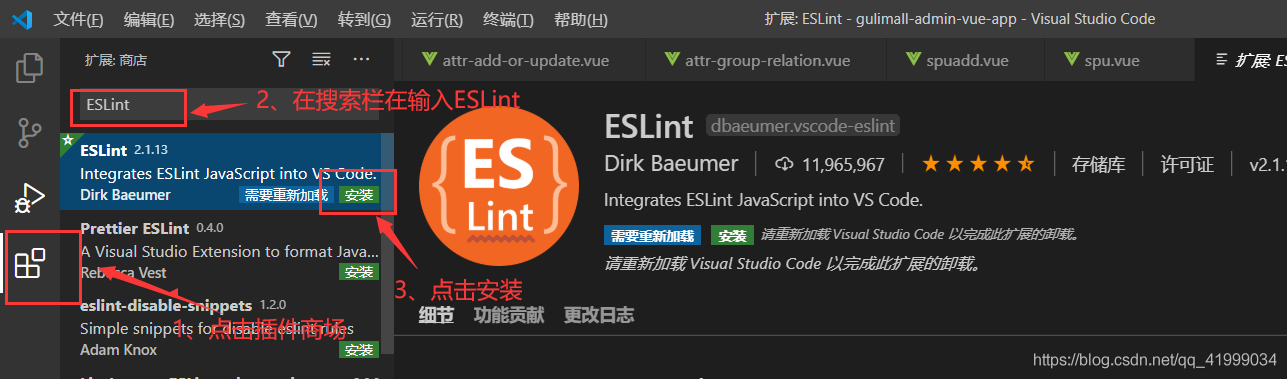 文件(F) 编辑(E) 选择(S) 查看(V) 转到(G) 运行(R) 终端(T) 帮助(H) 扩展: ESLint - gulimall-admin-vue-app - Visual Studio Code
扩展: 商店 ···
attr-add-or-update.vue attr-group-relation.vue spuadd.vue spu.vue 扩展: ES
ESLint
2、在搜索栏在输入ESLint
ESLint 2.1.13
Integrates ESLint JavaScript into VS Code.
Dirk Baeumer 需要重新加载 安装
Prettier ESLint 0.4.0
A Visual Studio Extension to format Java...
Rebecca Vest 安装
eslint-disable-snippets 1.2.0
Simple snippets for disable eslint rules
Adam Knox 安装
1、点击插件商场
3、点击安装
ES
Lint
ESLint dbaeumer.vscode-eslint
Dirk Baeumer 11,965,967 存储库 许可证 v2.1.
Integrates ESLint JavaScript into VS Code.
需要重新加载 安装 请重新加载 Visual Studio Code 以完成此扩展的卸载。
请重新加载 Visual Studio Code 以完成此扩展的卸载。
细节 功能贡献 更改日志
https://blog.csdn.net/qq_41999034